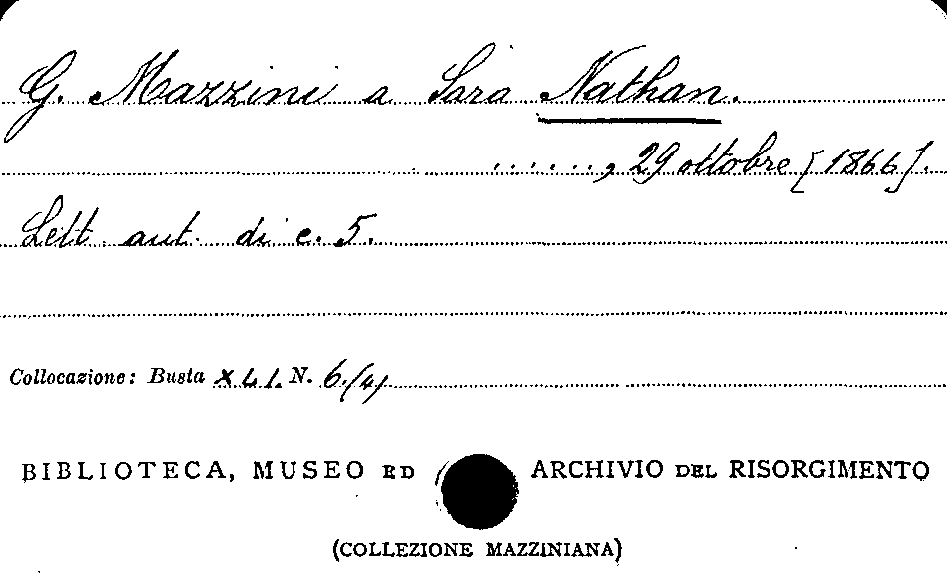 G. Mazzini a Sara Nathan.
......, 29 ottobre [1866].
Lett. aut. di c. 5.
Collocazione: Busta XLI. N. 6./4/
BIBLIOTECA, MUSEO ED ARCHIVIO DEL RISORGIMENTO
(COLLEZIONE MAZZINIANA)